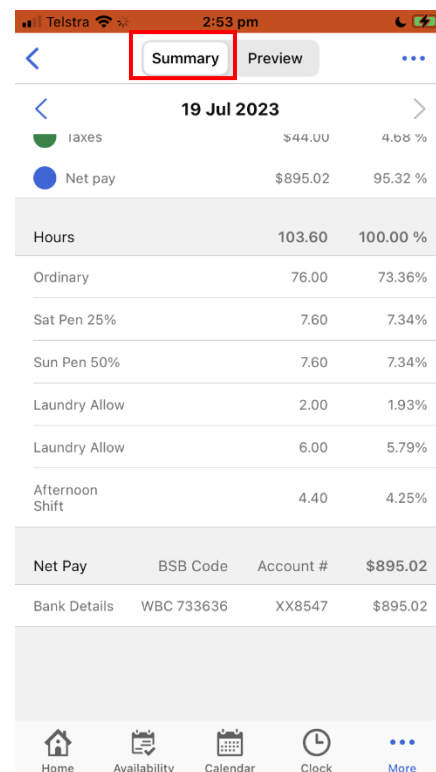 Telstra 2:53 pm
Summary Preview
19 Jul 2023
Taxes $44.00 4.68 %
Net pay $895.02 95.32 %
Hours 103.60 100.00 %
Ordinary 76.00 73.36%
Sat Pen 25% 7.60 7.34%
Sun Pen 50% 7.60 7.34%
Laundry Allow 2.00 1.93%
Laundry Allow 6.00 5.79%
Afternoon
Shift 4.40 4.25%
Net Pay BSB Code Account # $895.02
Bank Details WBC 733636 XX8547 $895.02
Home Availability Calendar Clock More